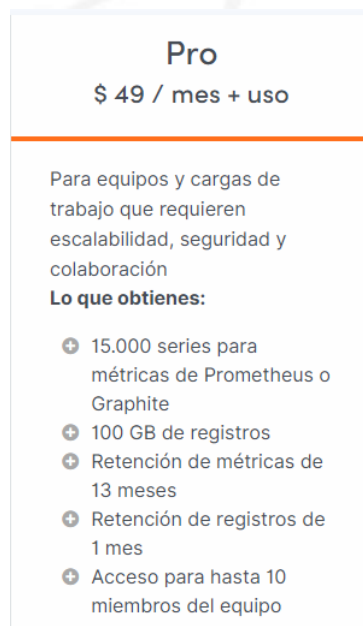 Pro
$ 49 / mes + uso
Para equipos y cargas de
trabajo que requieren
escalabilidad, seguridad y
colaboración
Lo que obtienes:
15.000 series para
métricas de Prometheus o
Graphite
100 GB de registros
Retención de métricas de
13 meses
Retención de registros de
1 mes
Acceso para hasta 10
miembros del equipo